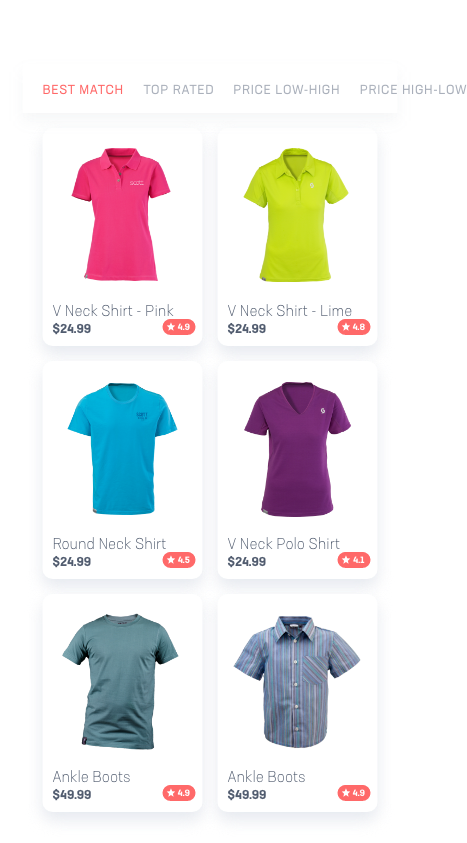 BEST MATCH TOP RATED PRICE LOW-HIGH PRICE HIGH-LOW
V Neck Shirt - Pink
$24.99 4.9
V Neck Shirt - Lime
$24.99 4.8
Round Neck Shirt
$24.99 4.5
V Neck Polo Shirt
$24.99 4.1
Ankle Boots
$49.99 4.9
Ankle Boots
$49.99 4.9